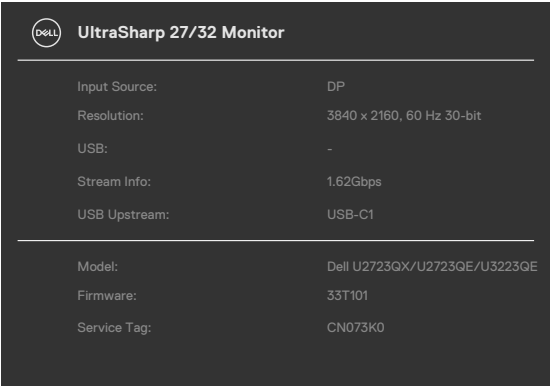 DELL UltraSharp 27/32 Monitor
Input Source: DP
Resolution: 3840 x 2160, 60 Hz 30-bit
USB: -
Stream Info: 1.62Gbps
USB Upstream: USB-C1
Model: Dell U2723QX/U2723QE/U3223QE
Firmware: 33T101
Service Tag: CN073K0